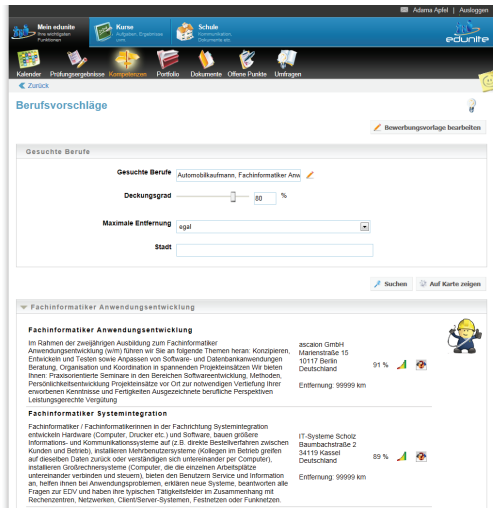 Adama Apfel | Ausloggen
Mein edunite
Ihre wichtigsten
Funktionen
Kurse
Aufgaben, Ergebnisse
uvm.
Schule
Kommunikation,
Dokumente etc.
edunite
Kalender Prüfungsergebnisse Kompetenzen Portfolio Dokumente Offene Punkte Umfragen
Zurück
Berufsvorschläge
Bewerbungsvorlage bearbeiten
Gesuchte Berufe
Gesuchte Berufe Automobilkaufmann, Fachinformatiker Anw
Deckungsgrad 80 %
Maximale Entfernung egal
Stadt
Suchen Auf Karte zeigen
Fachinformatiker Anwendungsentwicklung
Fachinformatiker Anwendungsentwicklung
Im Rahmen der zweijährigen Ausbildung zum Fachinformatiker
Anwendungsentwicklung (w/m) führen wir Sie an folgende Themen heran: Konzipieren,
Entwickeln und Testen sowie Anpassen von Software- und Datenbankanwendungen
Beratung, Organisation und Koordination in spannenden Projekteinsätzen Wir bieten
Ihnen: Praxisorientierte Seminare in den Bereichen Softwareentwicklung, Methoden,
Persönlichkeitsentwicklung Projekteinsätze vor Ort zur notwendigen Vertiefung Ihrer
erworbenen Kenntnisse und Fertigkeiten Ausgezeichnete berufliche Perspektiven
Leistungsgerechte Vergütung
ascaion GmbH
Marienstraße 15
10117 Berlin
Deutschland
Entfernung: 99999 km
91 %
Fachinformatiker Systemintegration
Fachinformatiker / Fachinformatikerinnen in der Fachrichtung Systemintegration
entwickeln Hardware (Computer, Drucker etc.) und Software, bauen größere
Informations- und Kommunikationssysteme auf (z.B. direkte Bestellverfahren zwischen
Kunden und Betrieb), installieren Mehrbenutzersysteme (Kollegen im Betrieb greifen
auf dieselben Daten zurück oder verständigen sich untereinander per Computer),
installieren Großrechnersysteme (Computer, die die einzelnen Arbeitsplätze
untereinander verbinden und steuern), bieten den Benutzern Service und Information
an, helfen ihnen bei Anwendungsproblemen, erklären neue Systeme, beantworten alle
Fragen zur EDV und haben ihre typischen Tätigkeitsfelder im Zusammenhang mit
Rechenzentren, Netzwerken, Client/Server-Systemen, Festnetzen oder Funknetzen.
IT-Systeme Scholz
Baumbachstraße 2
34119 Kassel
Deutschland
Entfernung: 99999 km
89 %